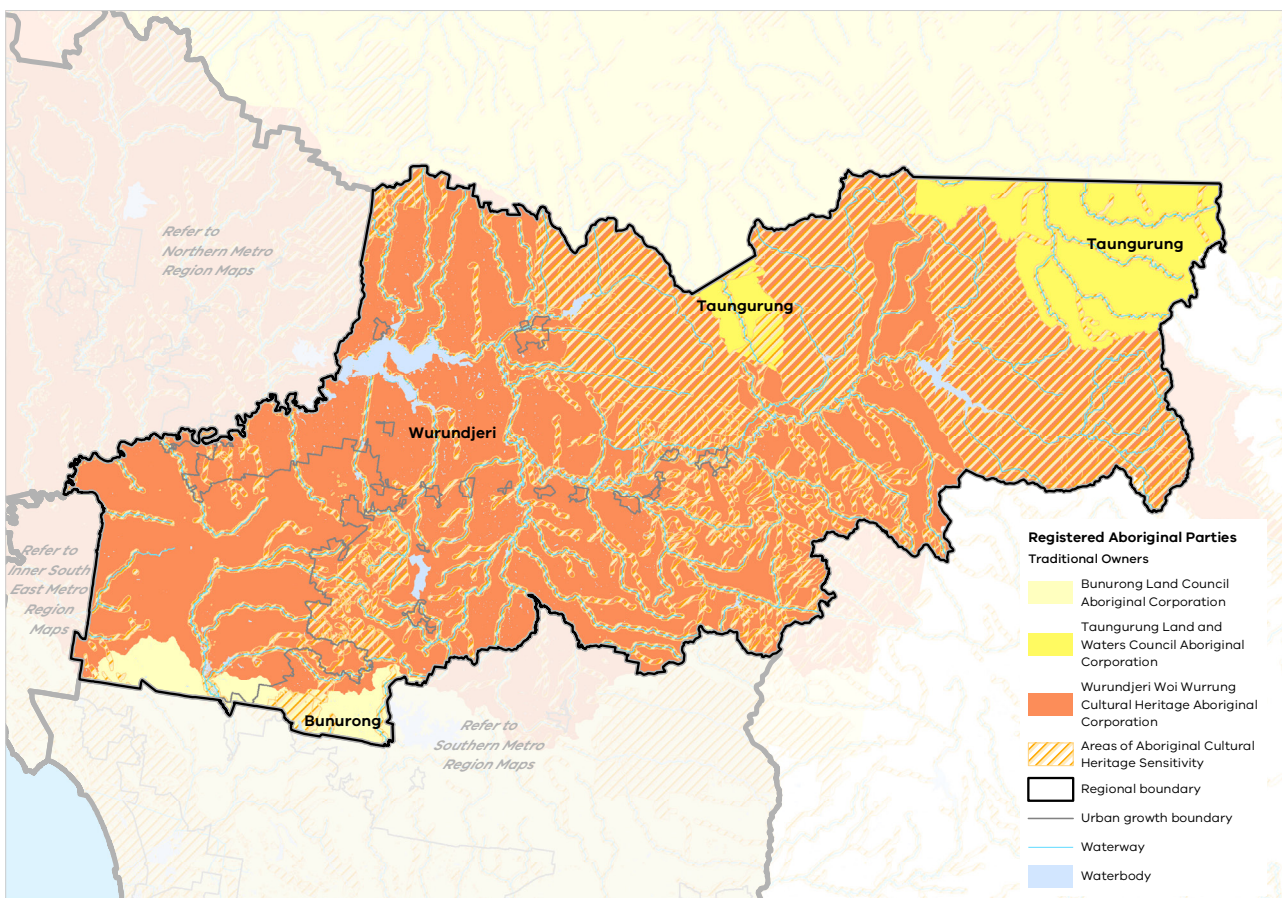 Refer to
Northern Metro
Region Maps
Taungurung
Taungurung
Wurundjeri
Refer to
Inner South
East Metro
Region
Maps
Bunurong
Refer to
Southern Metro
Region Maps
Registered Aboriginal Parties
Traditional Owners
Bunurong Land Council
Aboriginal Corporation
Taungurung Land and
Waters Council Aboriginal
Corporation
Wurundjeri Woi Wurrung
Cultural Heritage Aboriginal
Corporation
Areas of Aboriginal Cultural
Heritage Sensitivity
Regional boundary
Urban growth boundary
Waterway
Waterbody